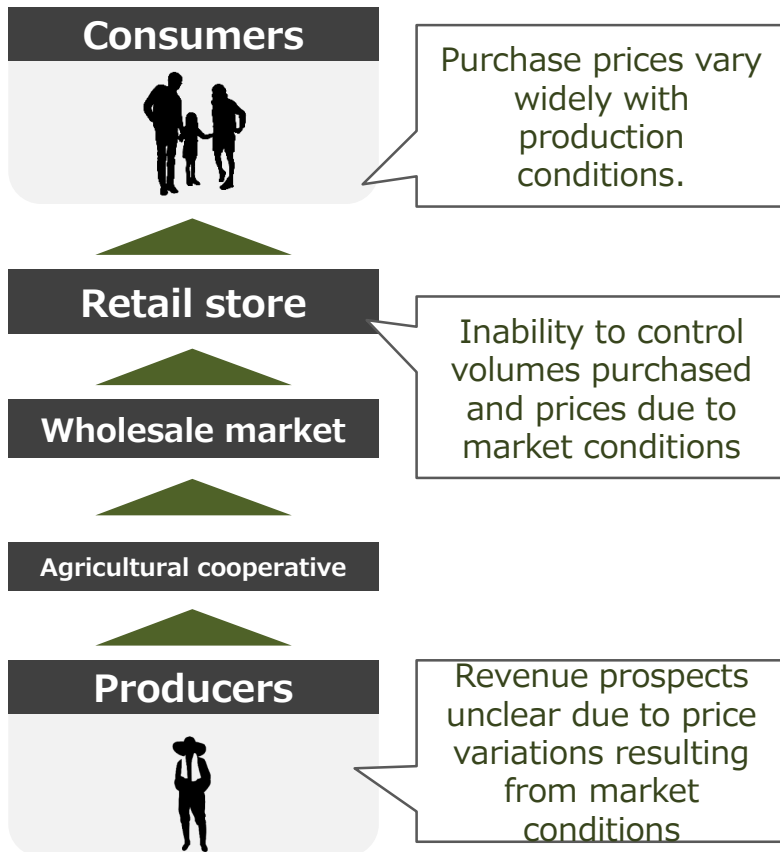 Consumers
Purchase prices vary
widely with
production
conditions.
Retail store
Inability to control
volumes purchased
and prices due to
market conditions
Wholesale market
Agricultural cooperative
Producers
Revenue prospects
unclear due to price
variations resulting
from market
conditions